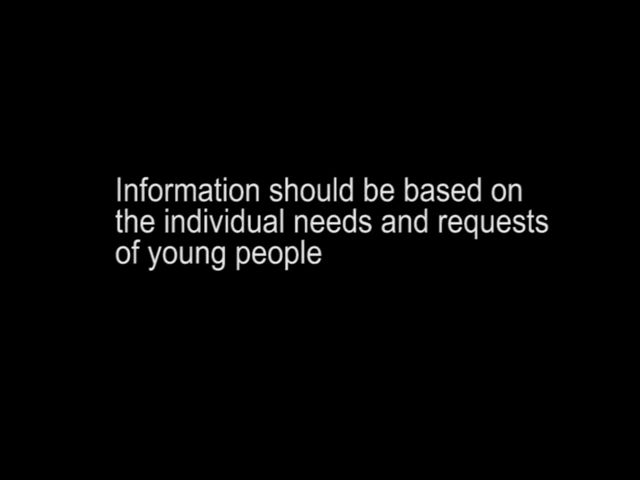 Information should be based on
the individual needs and requests
of young people